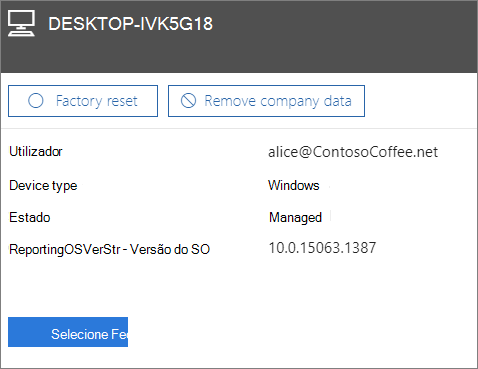 DESKTOP-IVK5G18
Factory reset
Remove company data
Utilizador alice@ContosoCoffee.net
Device type Windows
Estado Managed
ReportingOSVerStr - Versão do SO 10.0.15063.1387
Selecione